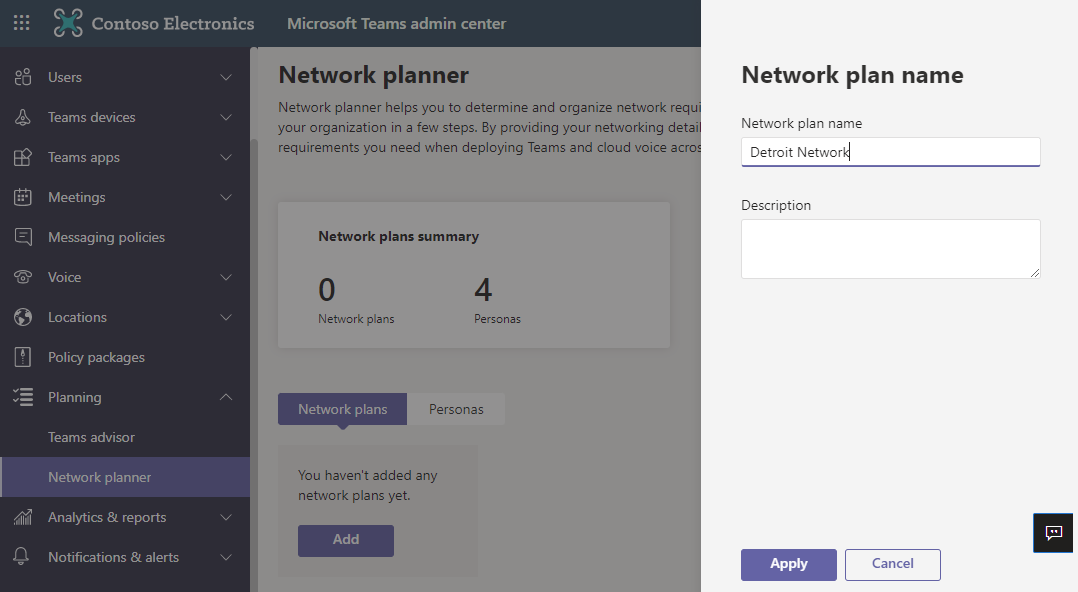 Contoso Electronics
Microsoft Teams admin center
Users
Teams devices
Teams apps
Meetings
Messaging policies
Voice
Locations
Policy packages
Planning
Teams advisor
Network planner
Analytics & reports
Notifications & alerts
Network planner
Network planner helps you to determine and organize network requi
your organization in a few steps. By providing your networking detail
requirements you need when deploying Teams and cloud voice acros
Network plans summary
0 4
Network plans Personas
Network plans Personas
You haven't added any
network plans yet.
Add
Network plan name
Network plan name
Detroit Network
Description
Apply Cancel